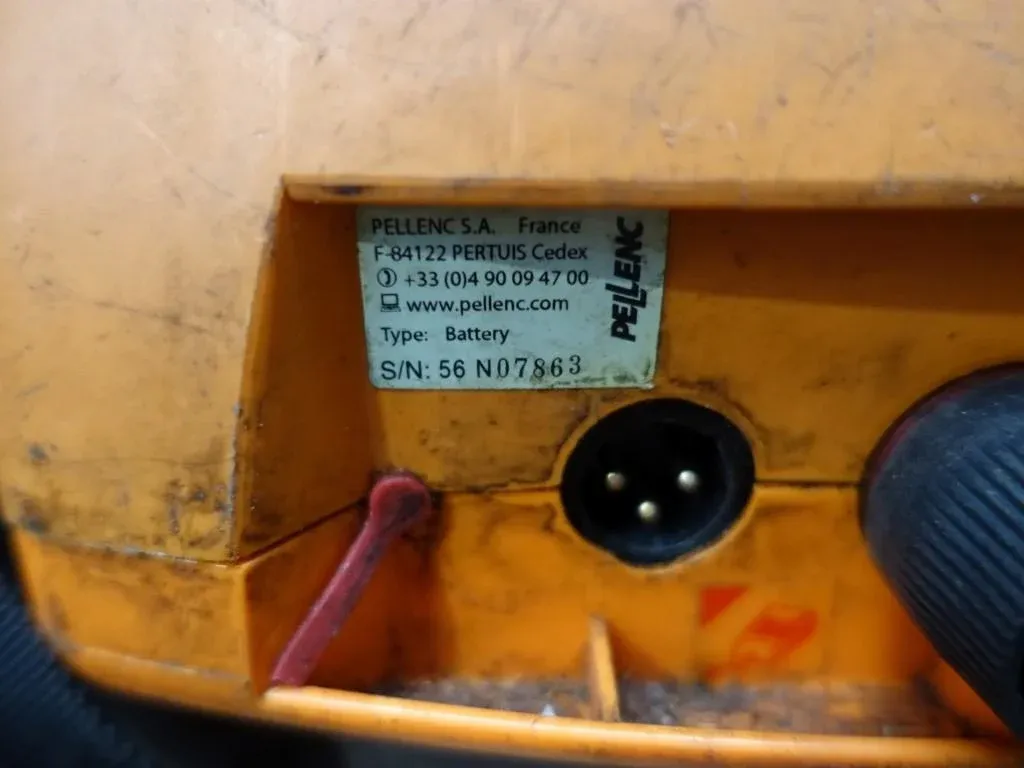 PELLENC S.A. France
F-84122 PERTUIS Cedex
+33 (0)4 90 09 47 00
www.pellenc.com
Type: Battery
S/N: 56 N07863
PELLENC